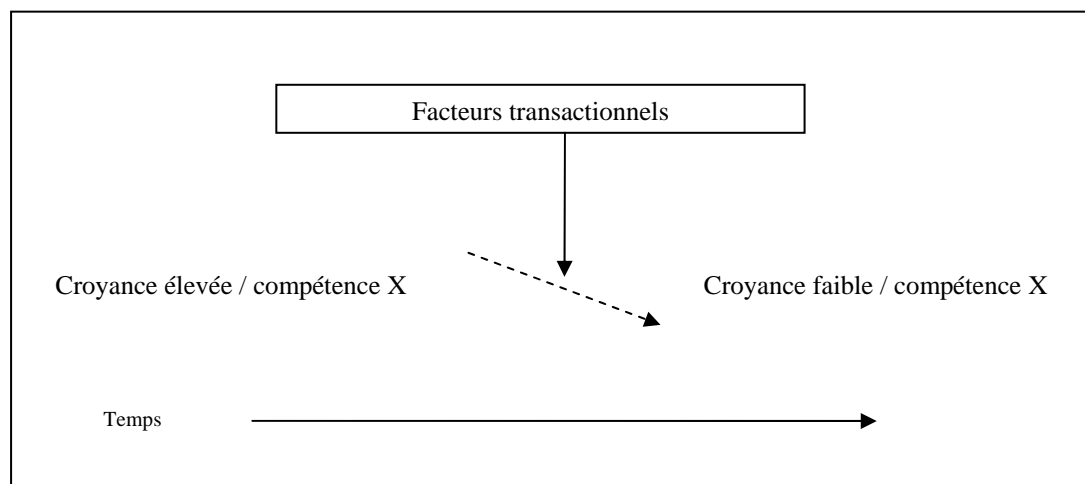 Facteurs transactionnels
Croyance élevée / compétence X
Croyance faible / compétence X
Temps